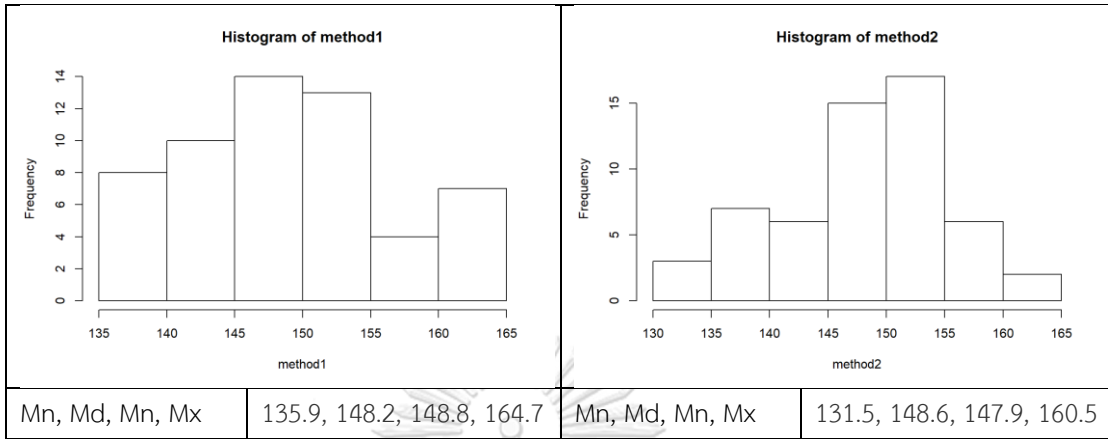 Histogram of method1
14
12
10
8
6
4
2
0
Frequency
135 140 145 150 155 160 165
method1
Histogram of method2
15
10
5
0
Frequency
130 135 140 145 150 155 160 165
method2
Mn, Md, Mn, Mx 135.9, 148.2, 148.8, 164.7 Mn, Md, Mn, Mx 131.5, 148.6, 147.9, 160.5